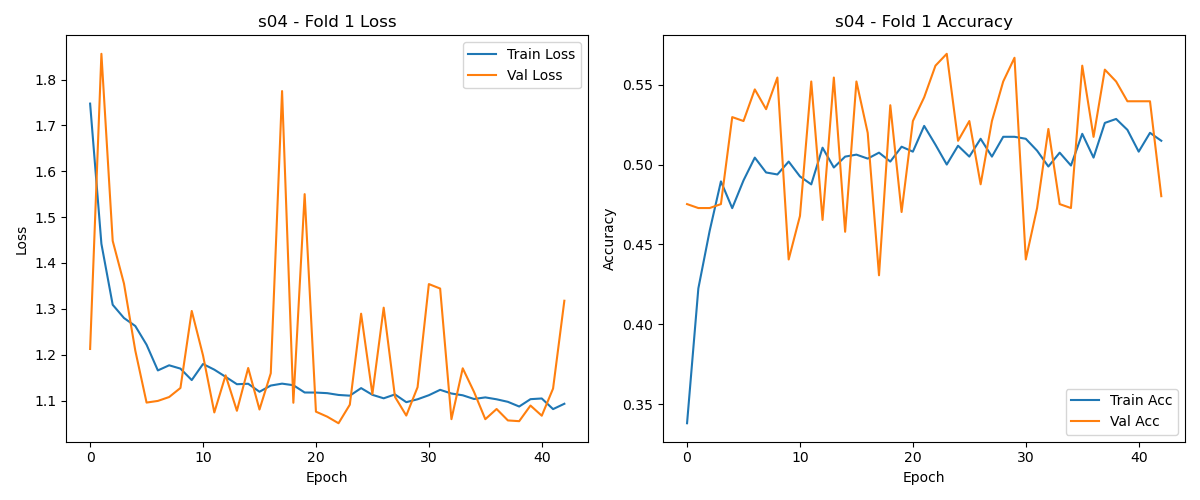 s04 - Fold 1 Loss
Train Loss
Val Loss
1.8
1.7
1.6
1.5
1.4
1.3
1.2
1.1
Loss
0
10
20
30
40
Epoch
s04 - Fold 1 Accuracy
0.55
0.50
0.45
0.40
0.35
Accuracy
Train Acc
Val Acc
0
10
20
30
40
Epoch